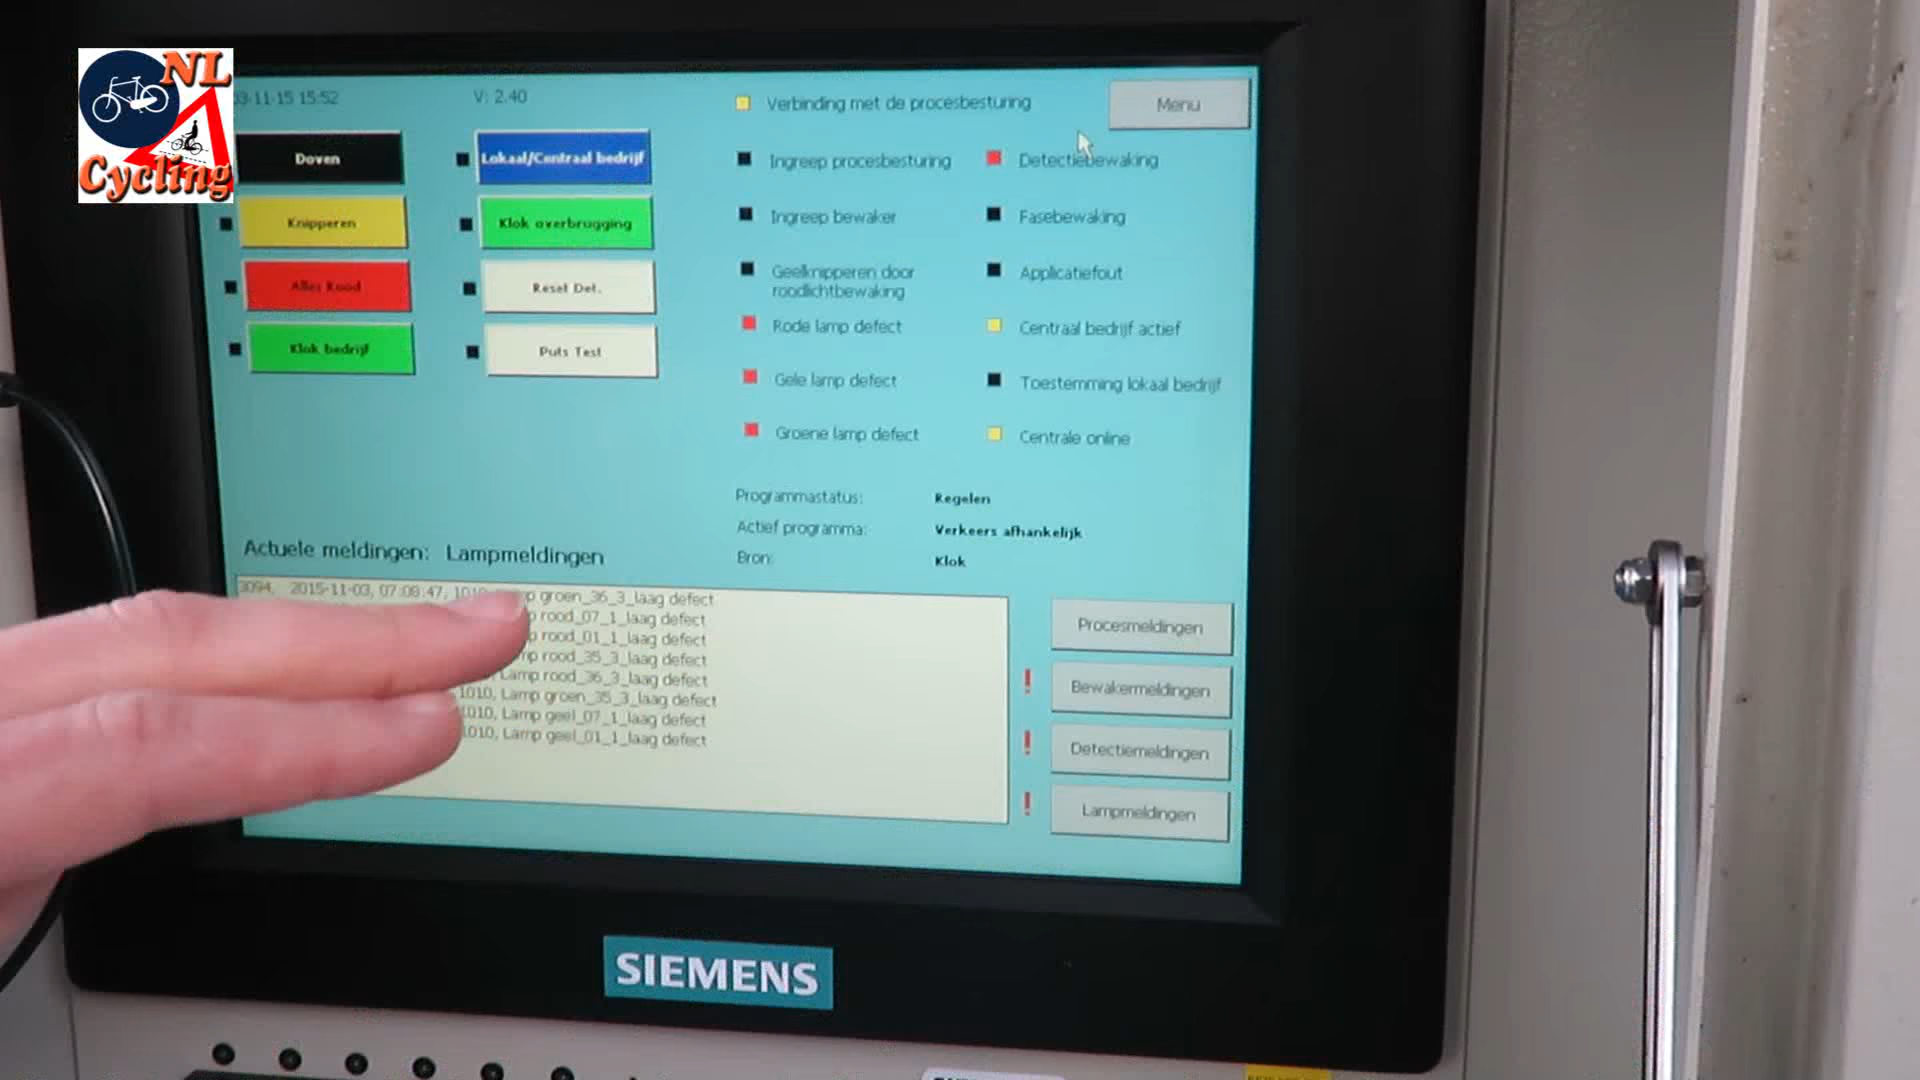 NL
Cycling
03-11-15 15:52
V: 2.40
Verbinding met de procesbesturing
Menu
Doven
Lokaal/Centraal bedrijf
Ingreep procesbesturing
Detectiebewaking
Knipperen
Klok overbrugging
Ingreep bewaker
Fasebewaking
Alles Rood
Reset Det.
Geelknipperen door
roodlichtbewaking
Applicatiefout
Klok bedrijf
Puls Test
Rode lamp defect
Centraal bedrijf actief
Gele lamp defect
Toestemming lokaal bedrijf
Groene lamp defect
Centrale online
Programmastatus: Regelen
Actief programma: Verkeers afhankelijk
Bron: Klok
Actuele meldingen: Lampmeldingen
3094, 2015-11-03, 07:08:47, 1010, groen_36_3_laag defect
rood_07_1_laag defect
rood_01_1_laag defect
rood_35_3_laag defect
Lamp rood_36_3_laag defect
1010, Lamp groen_35_3_laag defect
1010, Lamp geel_07_1_laag defect
1010, Lamp geel_01_1_laag defect
Procesmeldingen
! Bewakermeldingen
! Detectiemeldingen
! Lampmeldingen
SIEMENS